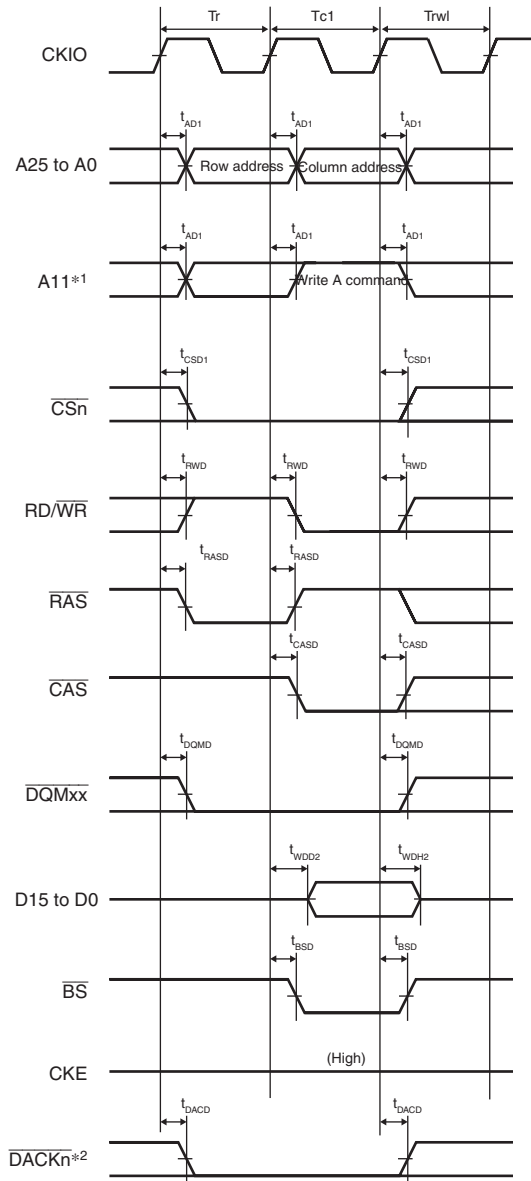 Tr Tc1 Trwl
CKIO
tAD1 tAD1 tAD1
A25 to A0 Row address Column address
tAD1 tAD1 tAD1
A11*1 Write A command
tCSD1 tCSD1
CSn
tRWD tRWD tRWD
RD/WR
tRASD tRASD
RAS
tCASD tCASD
CAS
tDQMD tDQMD
DQMxx
tWDD2 tWDH2
D15 to D0
tBSD tBSD
BS
(High)
CKE
tDACD tDACD
DACKn*2